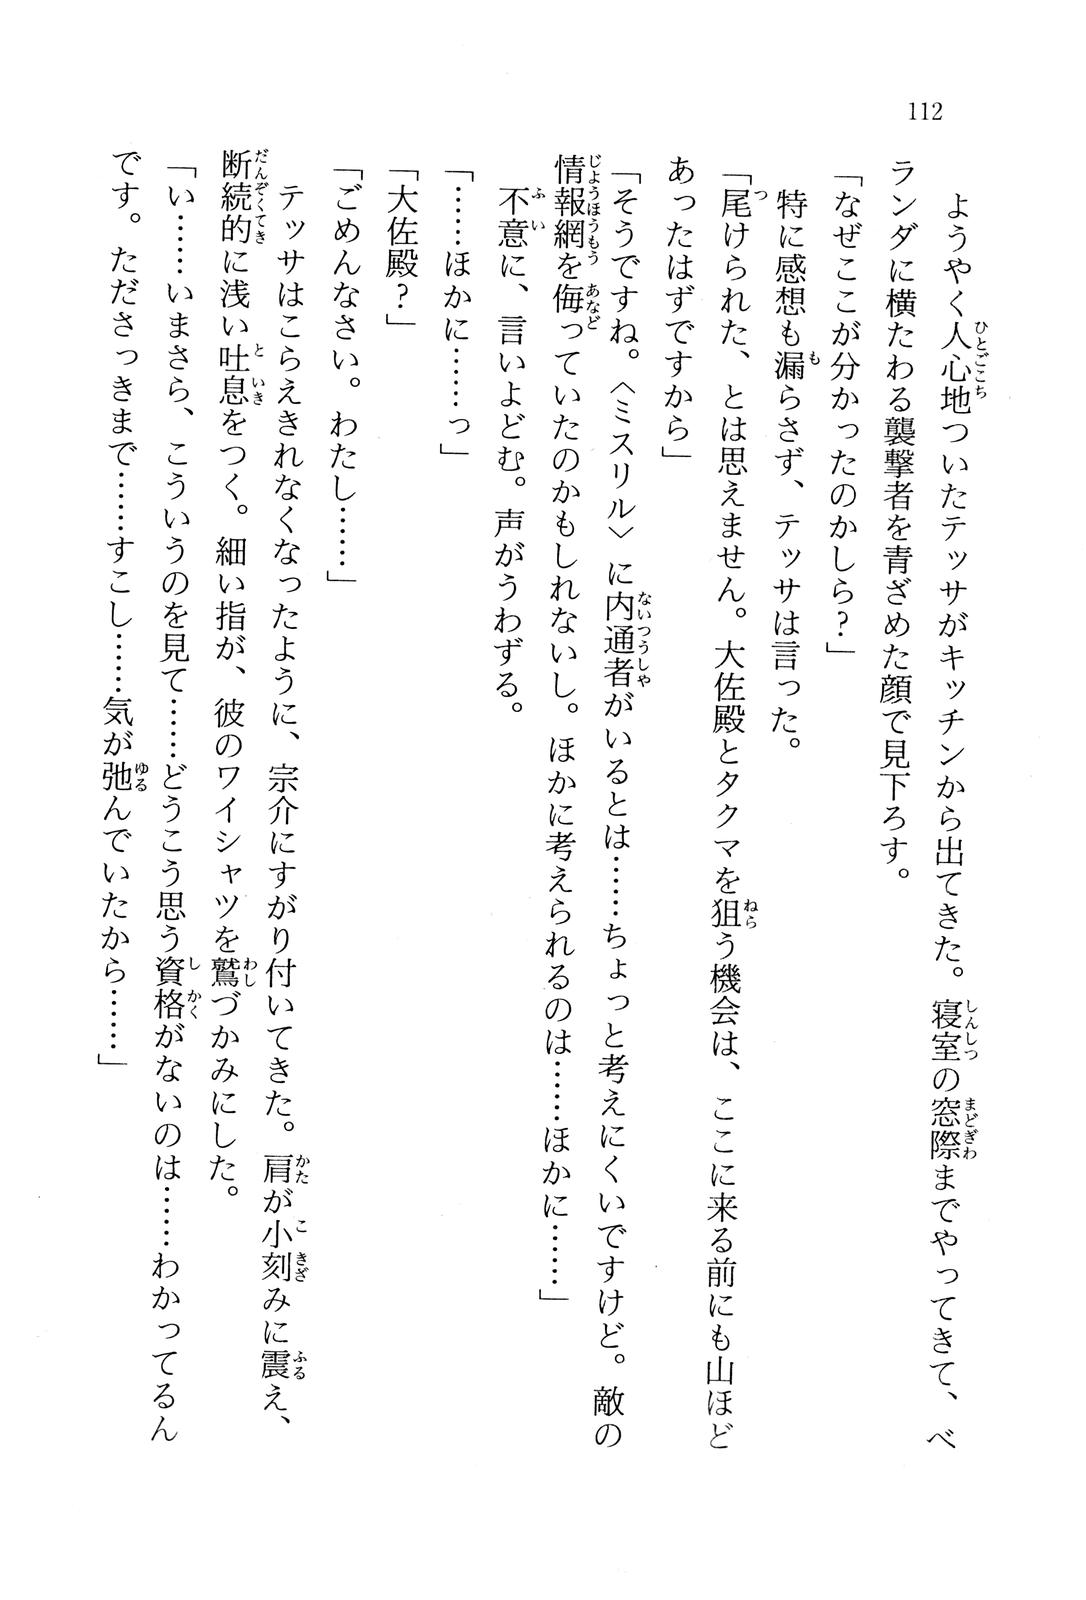 112
ようやく人心地ついたテッサがキッチンから出てきた。寝室の窓際までやってきて、ベ
ランダに横たわる襲撃者を青ざめた顔で見下ろす。
「なぜここが分かったのかしら？」
特に感想も漏らさず、テッサは言った。
「尾けられた、とは思えません。大佐殿とタクマを狙う機会は、ここに来る前にも山ほど
あったはずですから」
「そうですね。〈ミスリル〉に内通者がいるとは……ちょっと考えにくいですけど。敵の
情報網を侮っていたのかもしれないし。ほかに考えられるのは……ほかに……」
不意に、言いよどむ。声がうわずる。
「……ほかに……っ」
「大佐殿？」
「ごめんなさい。わたし……」
テッサはこらえきれなくなったように、宗介にすがり付いてきた。肩が小刻みに震え、
断続的に浅い吐息をつく。細い指が、彼のワイシャツを鷲づかみにした。
「い……いまさら、こういうのを見て……どうこう思う資格がないのは……わかってるん
です。たださっきまで……すこし……気が弛んでいたから……」